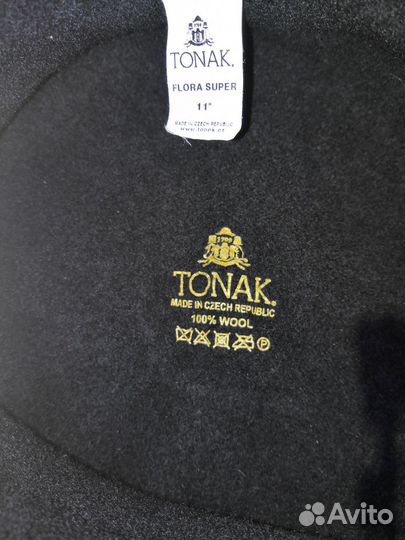 TONAK.
FLORA SUPER
11"
MADE IN CZECH REPUBLIC
www.tonak.cz
1900
TONAK.
MADE IN CZECH REPUBLIC
100% WOOL
P
Avito